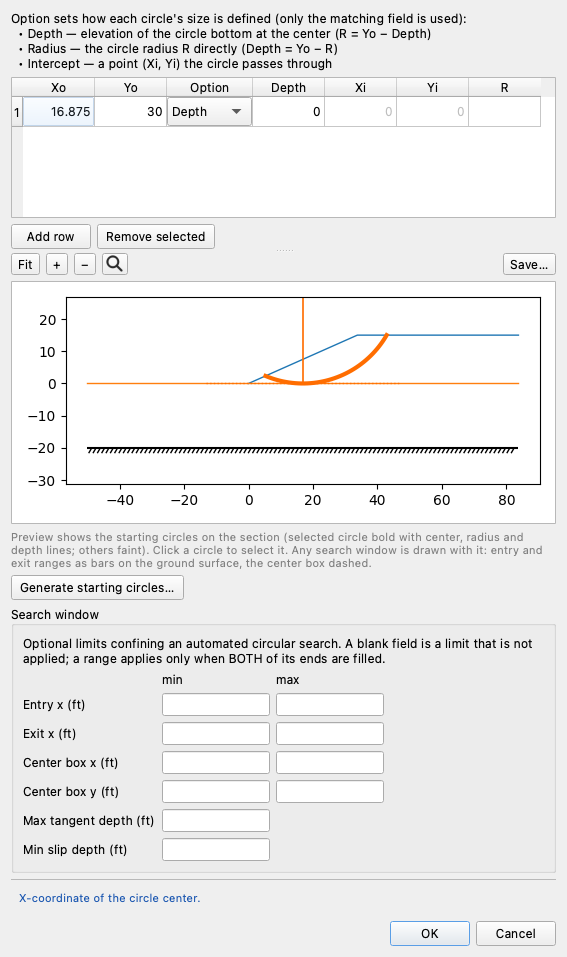 Option sets how each circle's size is defined (only the matching field is used):
• Depth — elevation of the circle bottom at the center (R = Yo − Depth)
• Radius — the circle radius R directly (Depth = Yo − R)
• Intercept — a point (Xi, Yi) the circle passes through
Xo Yo Option Depth Xi Yi R
1 16.875 30 Depth 0 0 0
Add row Remove selected
Fit + − Save...
20
10
0
−10
−20
−30
−40 −20 0 20 40 60 80
Preview shows the starting circles on the section (selected circle bold with center, radius and
depth lines; others faint). Click a circle to select it. Any search window is drawn with it: entry and
exit ranges as bars on the ground surface, the center box dashed.
Generate starting circles...
Search window
Optional limits confining an automated circular search. A blank field is a limit that is not
applied; a range applies only when BOTH of its ends are filled.
min max
Entry x (ft)
Exit x (ft)
Center box x (ft)
Center box y (ft)
Max tangent depth (ft)
Min slip depth (ft)
X-coordinate of the circle center.
OK Cancel